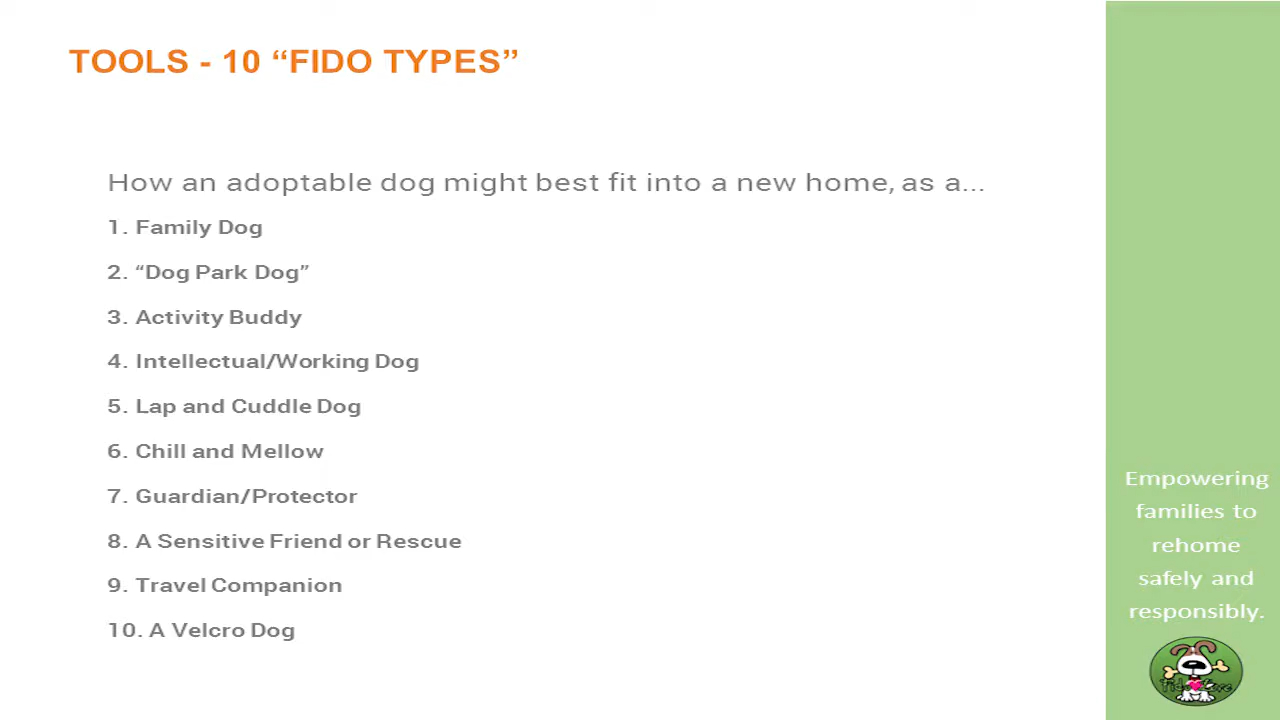 TOOLS - 10 “FIDO TYPES”
How an adoptable dog might best fit into a new home, as a...
1. Family Dog
2. “Dog Park Dog”
3. Activity Buddy
4. Intellectual/Working Dog
5. Lap and Cuddle Dog
6. Chill and Mellow
7. Guardian/Protector
8. A Sensitive Friend or Rescue
9. Travel Companion
10. A Velcro Dog
Empowering
families to
rehome
safely and
responsibly.